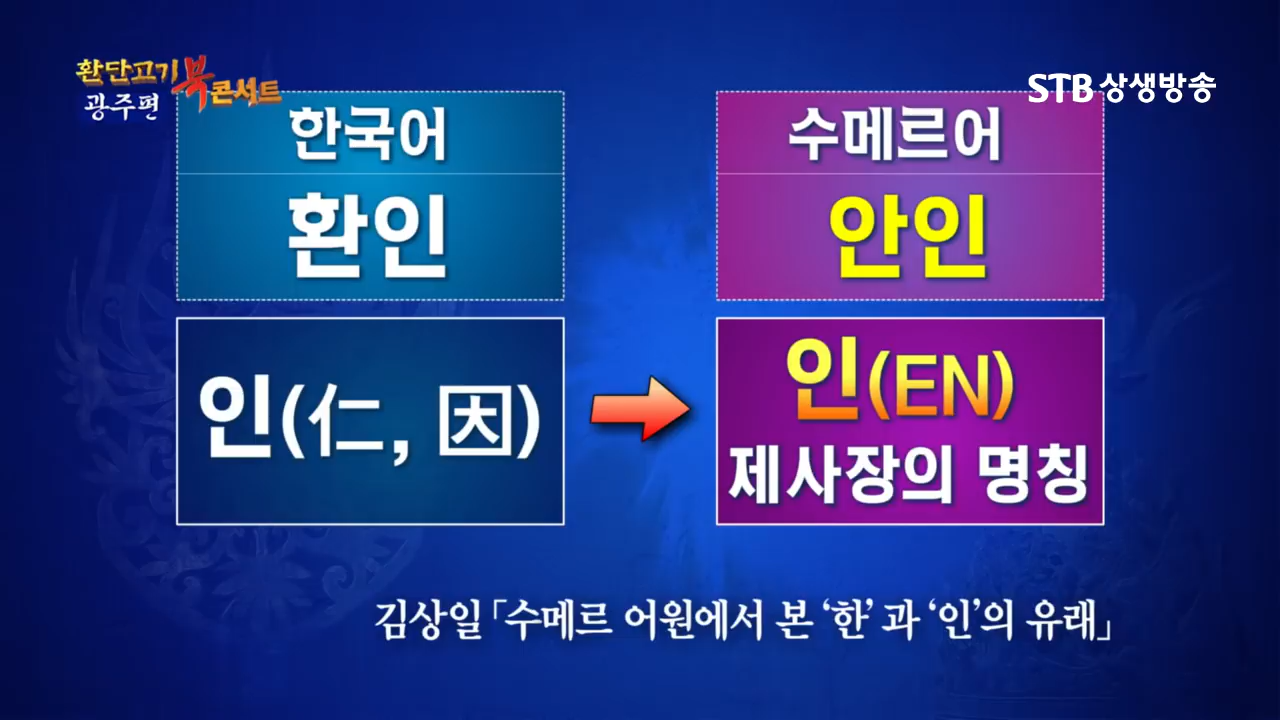 환단고기 북콘서트
광주편
STB 상생방송
한국어
수메르어
환인
안인
인(仁, 因)
인(EN)
제사장의 명칭
김상일 「수메르 어원에서 본 ‘한’과 ‘인’의 유래」